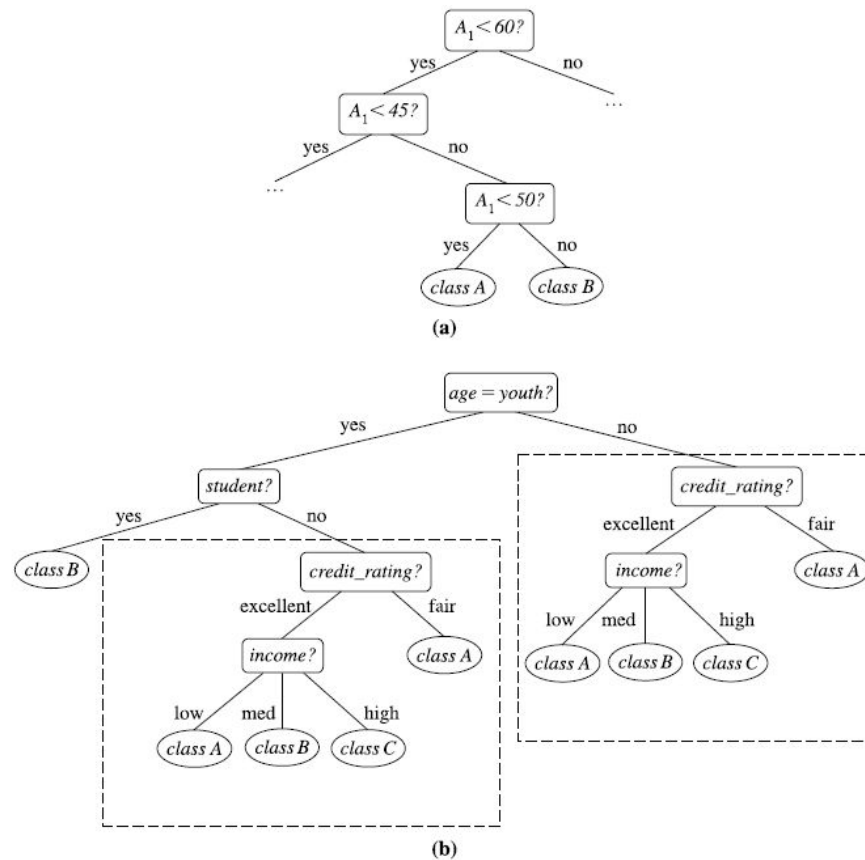 A₁ < 60?
yes no
A₁ < 45?
...
yes no
...
A₁ < 50?
yes no
class A class B
(a)
age = youth?
yes no
student? credit_rating?
yes no excellent fair
class B credit_rating? income? class A
excellent fair low med high
income? class A class A class B class C
low med high
class A class B class C
(b)